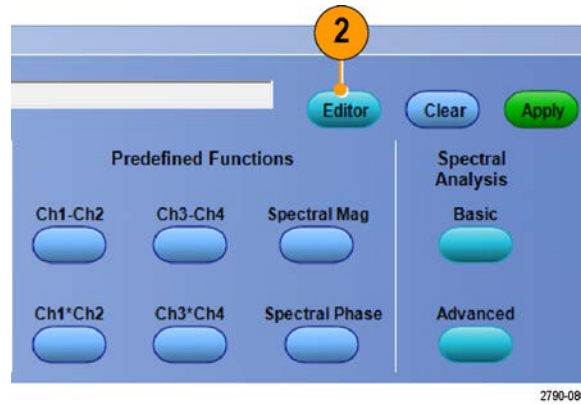 2
Editor Clear Apply
Predefined Functions Spectral
Analysis
Ch1-Ch2 Ch3-Ch4 Spectral Mag Basic
Ch1*Ch2 Ch3*Ch4 Spectral Phase Advanced
2790-08